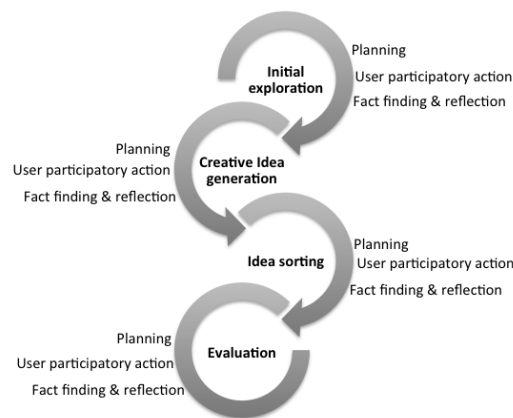 Initial
exploration
Planning
User participatory action
Fact finding & reflection
Creative Idea
generation
Planning
User participatory action
Fact finding & reflection
Idea sorting
Planning
User participatory action
Fact finding & reflection
Evaluation
Planning
User participatory action
Fact finding & reflection